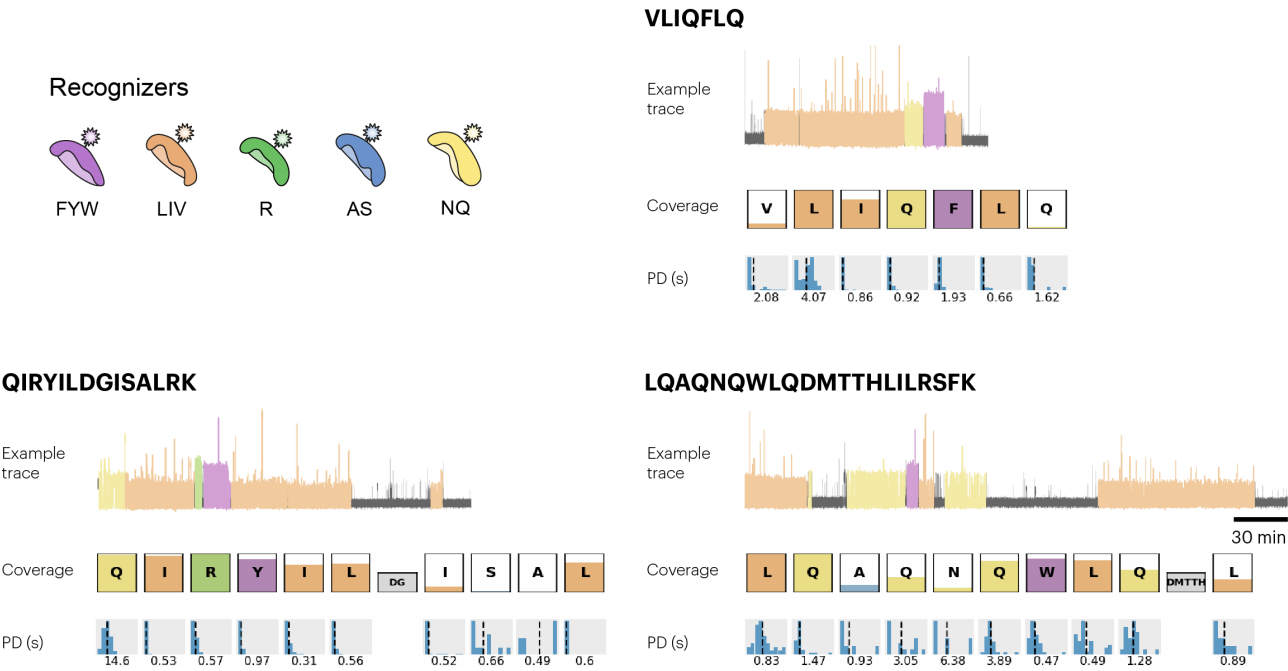 VLIQFLQ
Recognizers
FYW LIV R AS NQ
Example
trace
Coverage
V L I Q F L Q
PD (s)
2.08 4.07 0.86 0.92 1.93 0.66 1.62
QIRYILDGISALRK
Example
trace
Coverage
Q I R Y I L DG I S A L
PD (s)
14.6 0.53 0.57 0.97 0.31 0.56 0.52 0.66 0.49 0.6
LQAQNQWLQDMTTHLILRSFK
Example
trace
30 min
Coverage
L Q A Q N Q W L Q DMTTH L
PD (s)
0.83 1.47 0.93 3.05 6.38 3.89 0.47 0.49 1.28 0.89